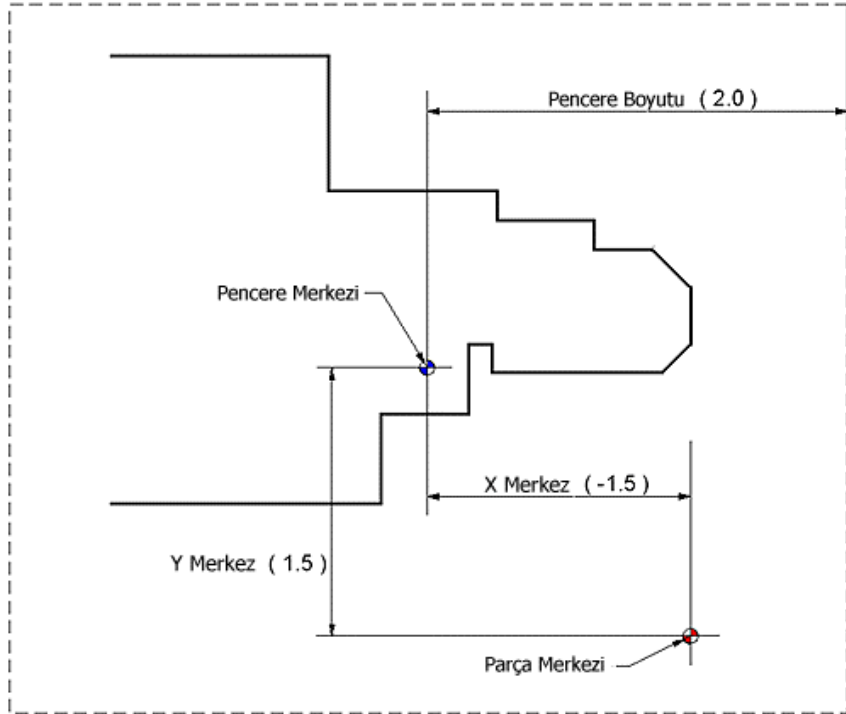 Pencere Boyutu ( 2.0 )
Pencere Merkezi
X Merkez ( -1.5 )
Y Merkez ( 1.5 )
Parça Merkezi